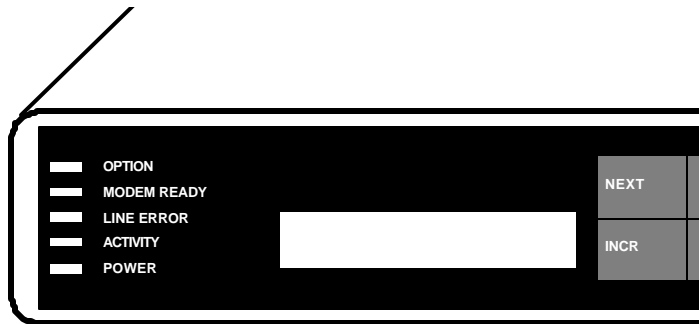 OPTION
MODEM READY
LINE ERROR
ACTIVITY
POWER
NEXT
INCR